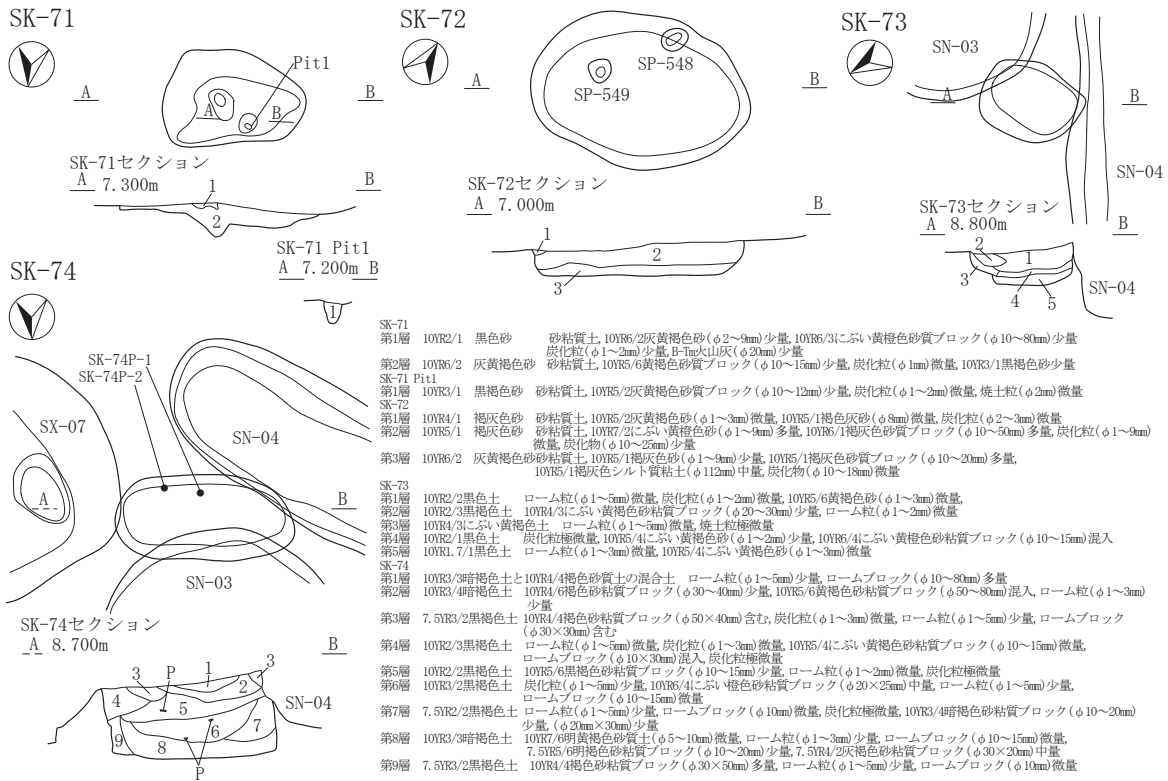 SK-71
Pit1
A
B
A
B
SK-71セクション
A 7.300m
B
1
2
SK-71 Pit1
A 7.200m B
1
SK-72
SP-548
SP-549
A
B
SK-72セクション
A 7.000m
B
1
2
3
SK-73
SN-03
A
B
SN-04
SK-73セクション
A 8.800m
B
2
1
3
4
5
SN-04
SK-74
SK-74P-1
SK-74P-2
SX-07
SN-04
A
B
SN-03
SK-74セクション
A 8.700m
B
3
P
1
3
2
4
5
SN-04
6
7
9
8
P
SK-71
第1層 10YR2/1 黒色砂 砂粘質土,10YR6/2灰黄褐色砂(φ2～9mm)少量,10YR6/3にぶい黄橙色砂質ブロック(φ10～80mm)少量
炭化粒(φ1～2mm)少量,B-Tm火山灰(φ20mm)少量
第2層 10YR6/2 灰黄褐色砂 砂粘質土,10YR5/6黄褐色砂質ブロック(φ10～15mm)少量,炭化粒(φ1mm)微量,10YR3/1黒褐色砂少量
SK-71 Pit1
第1層 10YR3/1 黒褐色砂 砂粘質土,10YR5/2灰黄褐色砂質ブロック(φ10～12mm)少量,炭化粒(φ1～2mm)微量,焼土粒(φ2mm)微量
SK-72
第1層 10YR4/1 褐灰色砂 砂粘質土,10YR5/2灰黄褐色砂(φ1～3mm)微量,10YR5/1褐灰砂(φ8mm)微量,炭化粒(φ2～3mm)微量
第2層 10YR5/1 褐灰色砂 砂粘質土,10YR7/2にぶい黄橙色砂(φ1～9mm)多量,10YR6/1褐灰色砂質ブロック(φ10～50mm)多量,炭化粒(φ1～9mm)
微量,炭化物(φ10～25mm)少量
第3層 10YR6/2 灰黄褐色砂砂粘質土,10YR5/1褐灰砂(φ1～9mm)少量,10YR5/1褐灰色砂質ブロック(φ10～20mm)多量,
10YR5/1褐灰色シルト質粘土(φ112mm)中量,炭化物(φ10～18mm)微量
SK-73
第1層 10YR2/2黒色土 ローム粒(φ1～5mm)微量,炭化粒(φ1～2mm)微量,10YR5/6黄褐色砂(φ1～3mm)微量,
第2層 10YR2/3黒褐色土 10YR4/3にぶい黄褐色砂粘質ブロック(φ20～30mm)少量,ローム粒(φ1～2mm)微量
第3層 10YR4/3にぶい黄褐色土 ローム粒(φ1～5mm)微量,焼土粒極微量
第4層 10YR2/1黒色土 炭化粒極微量,10YR5/4にぶい黄褐砂(φ1～2mm)少量,10YR6/4にぶい黄橙色砂粘質ブロック(φ10～15mm)混入
第5層 10YR1.7/1黒色土 ローム粒(φ1～3mm)微量,10YR5/4にぶい黄褐砂(φ1～3mm)微量
SK-74
第1層 10YR3/3暗褐色土と10YR4/4褐色砂質土の混合土 ローム粒(φ1～5mm)少量,ロームブロック(φ10～80mm)多量
第2層 10YR3/4暗褐色土 10YR4/6褐色砂粘質ブロック(φ30～40mm)少量,10YR5/6黄褐色砂粘質ブロック(φ50～80mm)混入,ローム粒(φ1～3mm)
少量
第3層 7.5YR3/2黒褐色土 10YR4/4褐色砂粘質ブロック(φ50×40mm)含む,炭化粒(φ1～3mm)微量,ローム粒(φ1～5mm)少量,ロームブロック
(φ30×30mm)含む
第4層 10YR2/3黒褐色土 ローム粒(φ1～5mm)微量,炭化粒(φ1～3mm)微量,10YR5/4にぶい黄褐色砂粘質ブロック(φ10～15mm)微量,
ロームブロック(φ10×30mm)混入,炭化粒極微量
第5層 10YR2/2黒褐色土 10YR5/6黒褐色砂粘質ブロック(φ10～15mm)少量,ローム粒(φ1～2mm)微量,炭化粒極微量
第6層 10YR3/2黒褐色土 炭化粒(φ1～5mm)少量,10YR6/4にぶい橙色砂粘質ブロック(φ20×25mm)中量,ローム粒(φ1～5mm)少量,
ロームブロック(φ10～15mm)微量
第7層 7.5YR2/2黒褐色土 ローム粒(φ1～5mm)少量,ロームブロック(φ10mm)微量,炭化粒極微量,10YR3/4暗褐色砂粘質ブロック(φ10～20mm)
少量,(φ20mm×30mm)少量
第8層 10YR3/3暗褐色土 10YR7/6明黄褐色砂質土(φ5～10mm)微量,ローム粒(φ1～3mm)少量,ロームブロック(φ10～15mm)微量,
7.5YR5/6明褐色砂粘質ブロック(φ10～20mm)少量,7.5YR4/2灰褐色砂粘質ブロック(φ30×20mm)中量
第9層 7.5YR3/2黒褐色土 10YR4/4褐色砂粘質ブロック(φ30×50mm)多量,ローム粒(φ1～5mm)少量,ロームブロック(φ10mm)微量